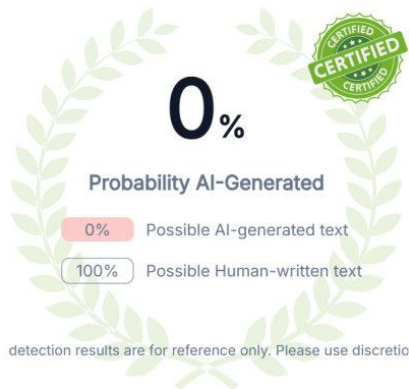 CERTIFIED
CERTIFIED
CERTIFIED
0%
Probability AI-Generated
0% Possible AI-generated text
100% Possible Human-written text
detection results are for reference only. Please use discretio